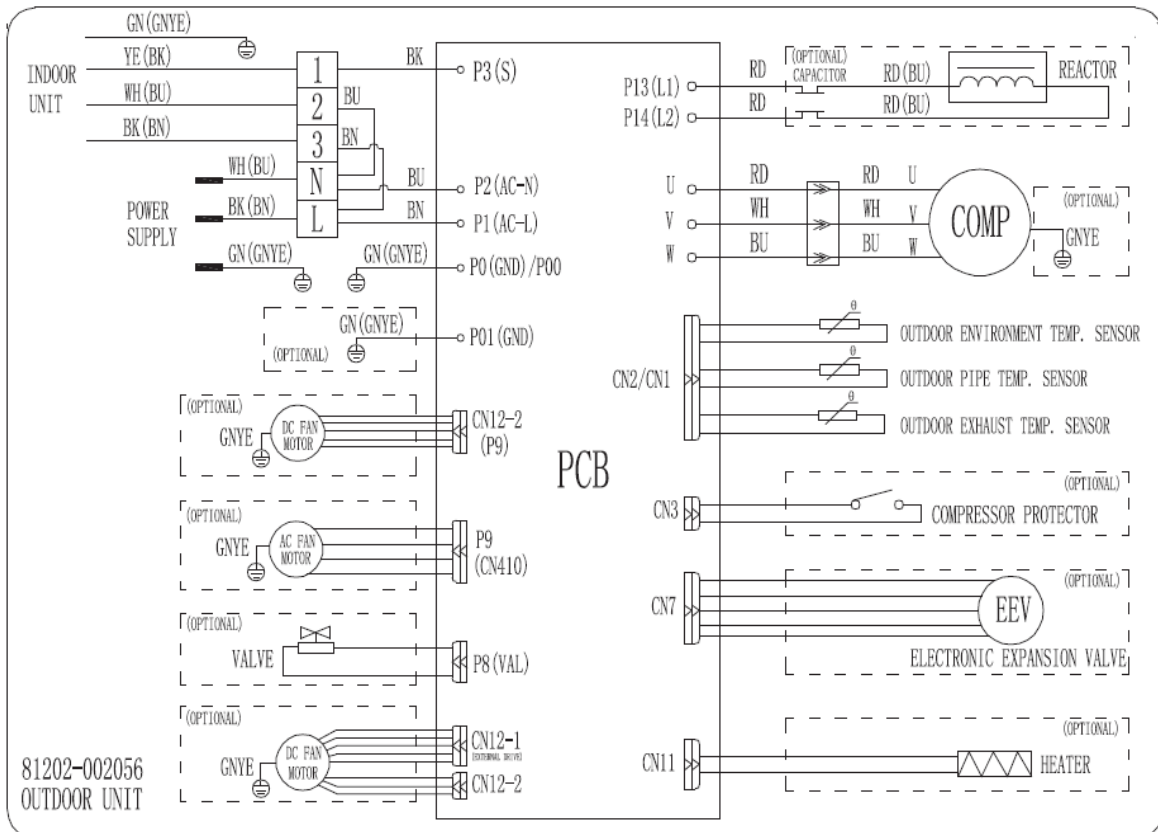 GN(GNYE)
YE(BK)
INDOOR
UNIT
WH(BU)
BK(BN)
1
2
3
N
L
BK
BU
BN
BU
BN
P3(S)
P2(AC-N)
P1(AC-L)
WH(BU)
POWER
SUPPLY
BK(BN)
GN(GNYE)
GN(GNYE)
P0(GND)/P00
GN(GNYE)
(OPTIONAL)
P01(GND)
(OPTIONAL)
GNYE
DC FAN
MOTOR
CN12-2
(P9)
(OPTIONAL)
GNYE
AC FAN
MOTOR
P9
(CN410)
(OPTIONAL)
VALVE
P8(VAL)
(OPTIONAL)
GNYE
DC FAN
MOTOR
CN12-1
(EXTERNAL DRIVE)
CN12-2
81202-002056
OUTDOOR UNIT
PCB
P13(L1)
P14(L2)
RD
RD
(OPTIONAL)
CAPACITOR
RD(BU)
RD(BU)
REACTOR
U
V
W
RD
WH
BU
RD
WH
BU
U
V
W
COMP
(OPTIONAL)
GNYE
CN2/CN1
θ
OUTDOOR ENVIRONMENT TEMP. SENSOR
θ
OUTDOOR PIPE TEMP. SENSOR
θ
OUTDOOR EXHAUST TEMP. SENSOR
CN3
(OPTIONAL)
COMPRESSOR PROTECTOR
CN7
(OPTIONAL)
EEV
ELECTRONIC EXPANSION VALVE
CN11
(OPTIONAL)
HEATER